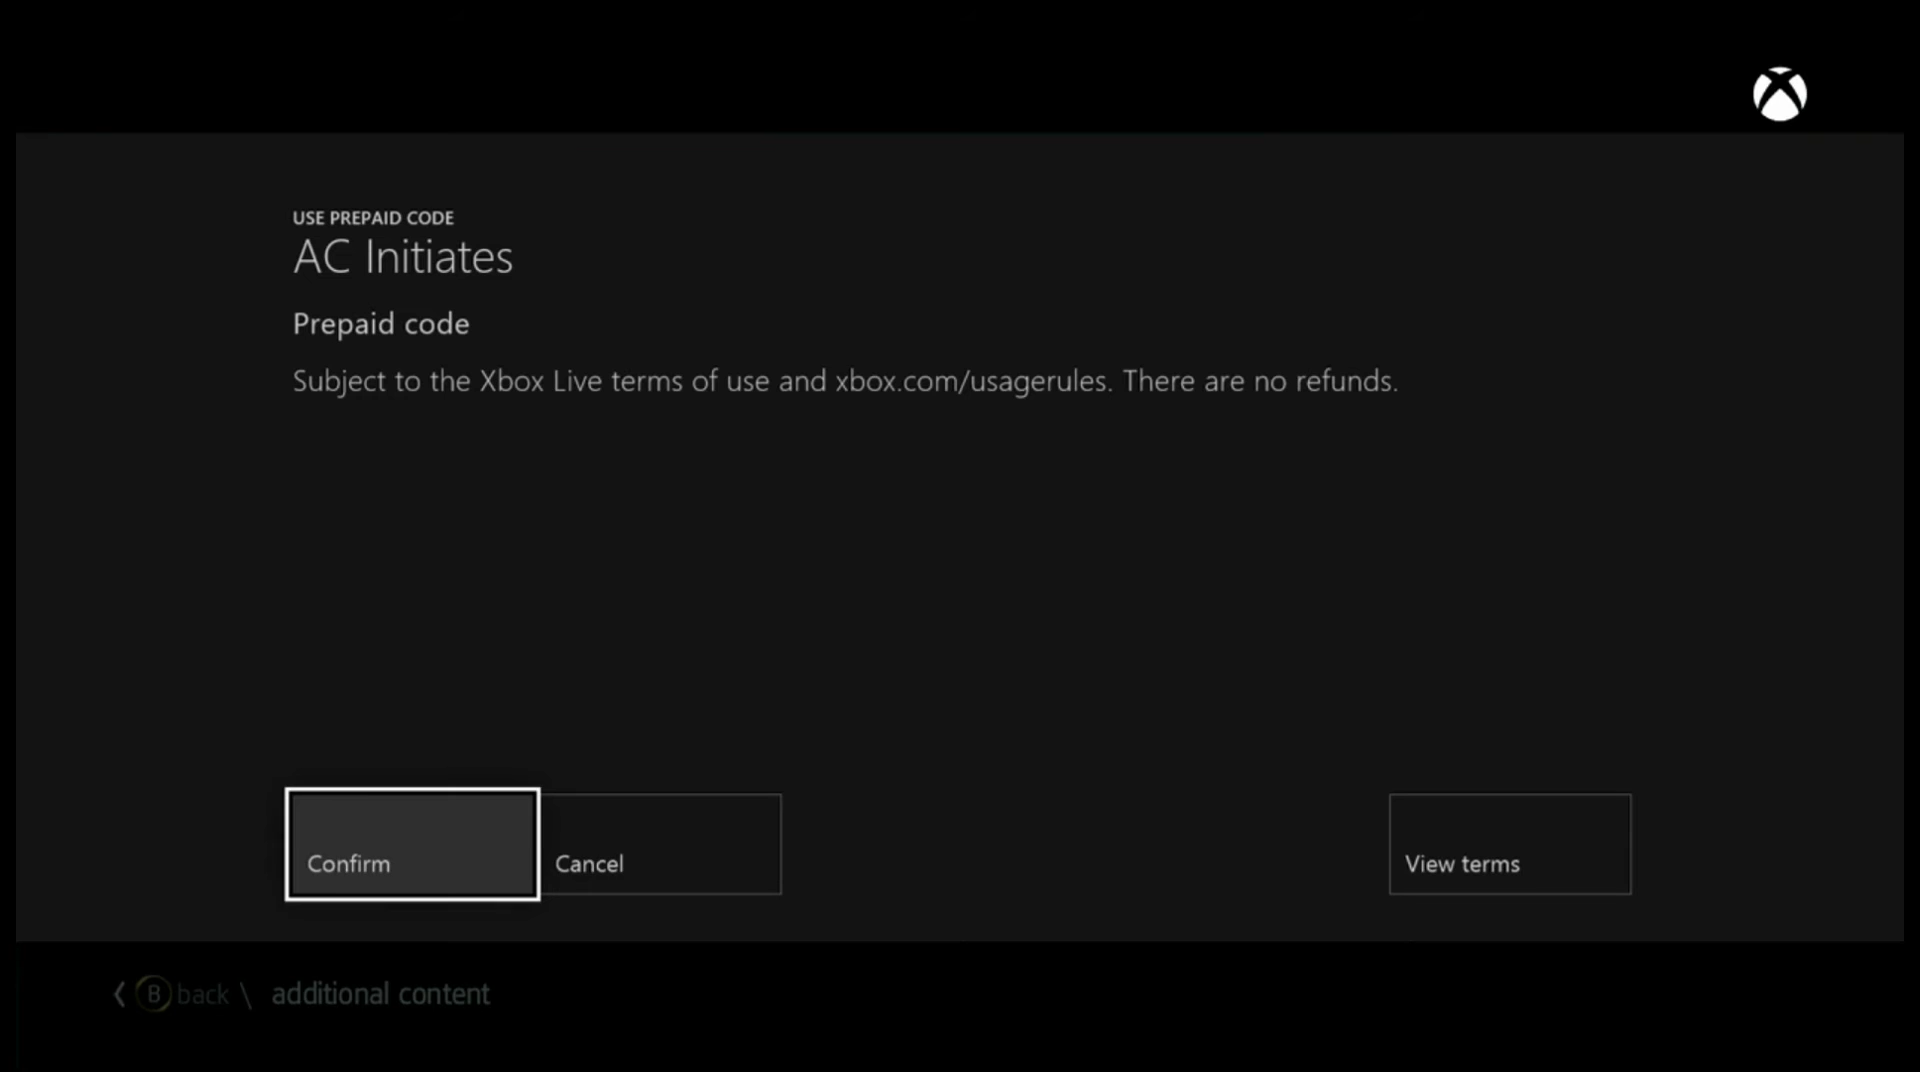 USE PREPAID CODE
AC Initiates
Prepaid code
Subject to the Xbox Live terms of use and xbox.com/usagerules. There are no refunds.
Confirm
Cancel
View terms
B back \ additional content